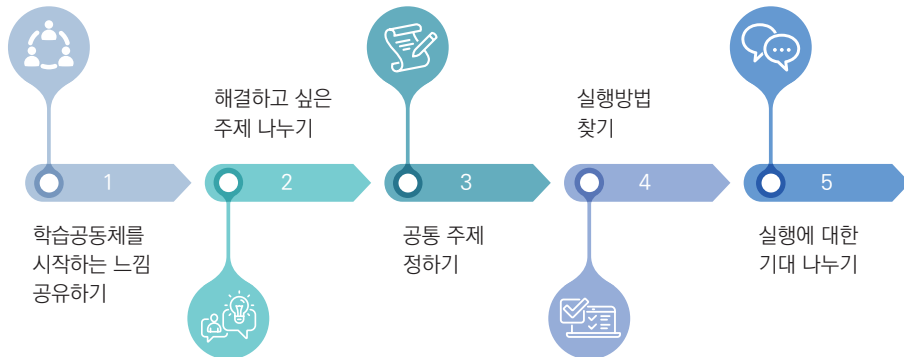 1
학습공동체를
시작하는 느낌
공유하기
해결하고 싶은
주제 나누기
2
3
공통 주제
정하기
실행방법
찾기
4
5
실행에 대한
기대 나누기